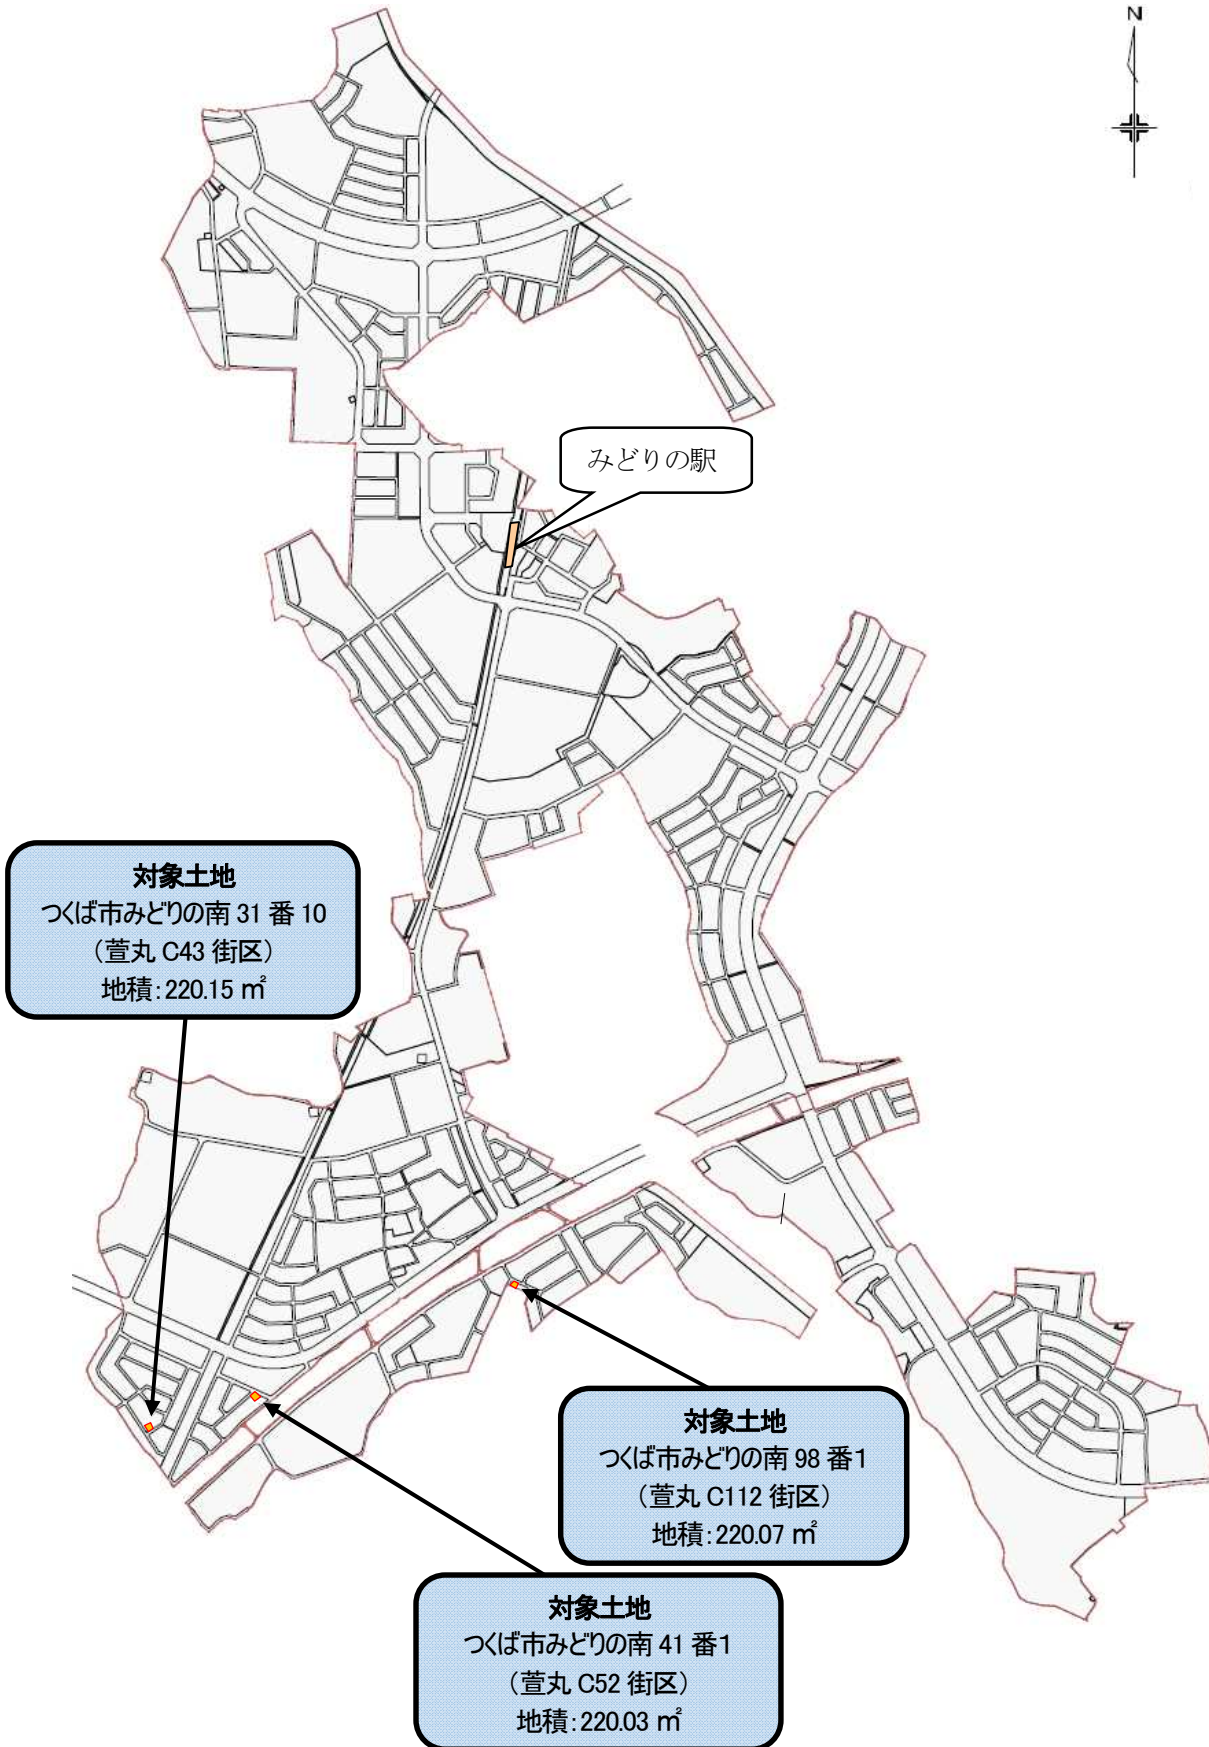 N
みどりの駅
対象土地
つくば市みどりの南 31 番 10
（萱丸 C43 街区）
地積：220.15 ㎡
対象土地
つくば市みどりの南 98 番１
（萱丸 C112 街区）
地積：220.07 ㎡
対象土地
つくば市みどりの南 41 番１
（萱丸 C52 街区）
地積：220.03 ㎡